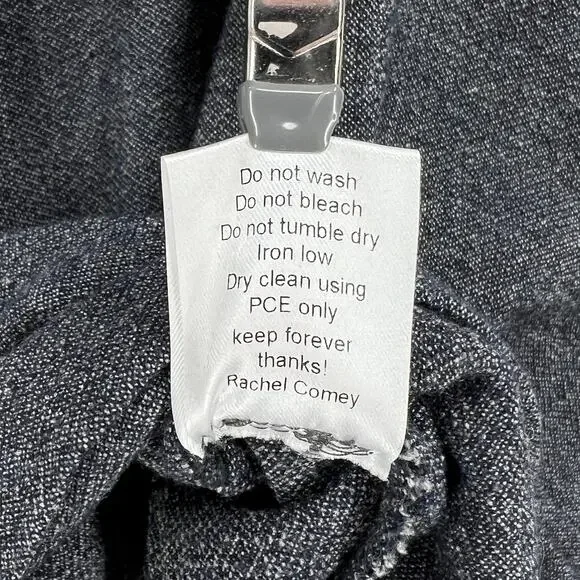 Do not wash
Do not bleach
Do not tumble dry
Iron low
Dry clean using
PCE only
keep forever
thanks!
Rachel Comey